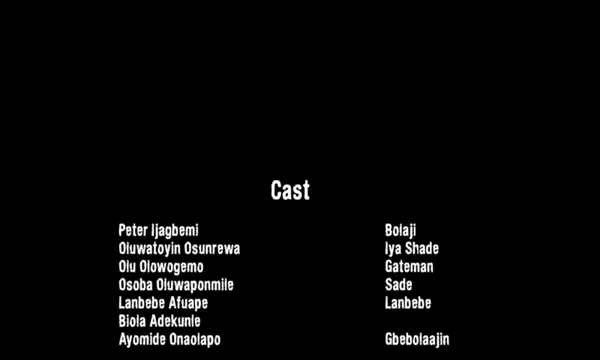 Cast
Peter Ijagbemi Bolaji
Oluwatoyin Osunrewa Iya Shade
Olu Olowogemo Gateman
Osoba Oluwaponmile Sade
Lanbebe Afuape Lanbebe
Biola Adekunle
Ayomide Onaolapo Gbebolaajin